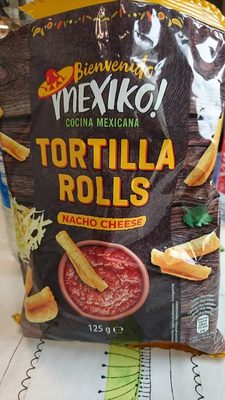 Bienvenido
MEXIKO!
COCINA MEXICANA
TORTILLA
ROLLS
NACHO CHEESE
125 g ℮